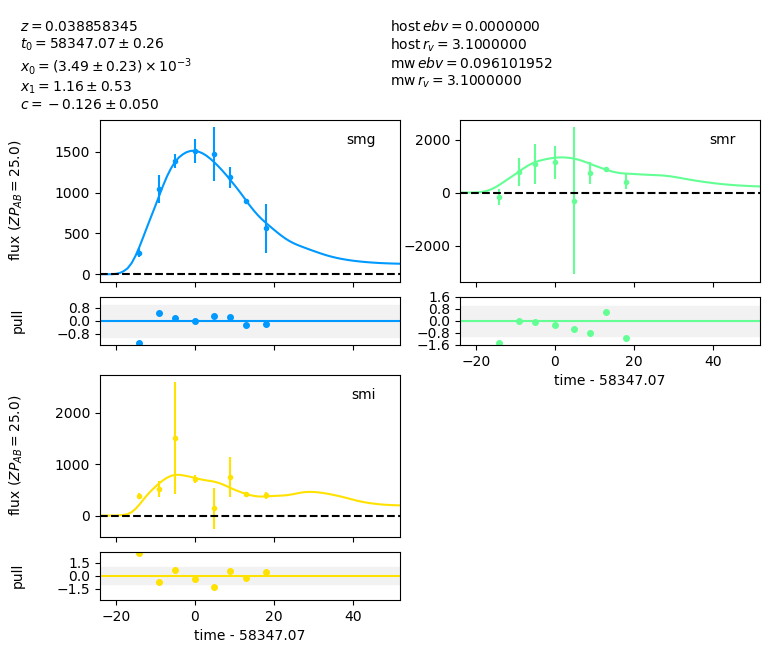 z = 0.038858345
t₀ = 58347.07 ± 0.26
x₀ = (3.49 ± 0.23) × 10⁻³
x₁ = 1.16 ± 0.53
c = −0.126 ± 0.050
host ebv = 0.0000000
host r_v = 3.1000000
mw ebv = 0.096101952
mw r_v = 3.1000000
smg
flux (ZP_AB = 25.0)
1500
1000
500
0
smr
2000
0
−2000
pull
0.8
0.0
−0.8
1.6
0.8
0.0
−0.8
−1.6
−20 0 20 40
time - 58347.07
smi
flux (ZP_AB = 25.0)
2000
1000
0
pull
1.5
0.0
−1.5
−20 0 20 40
time - 58347.07